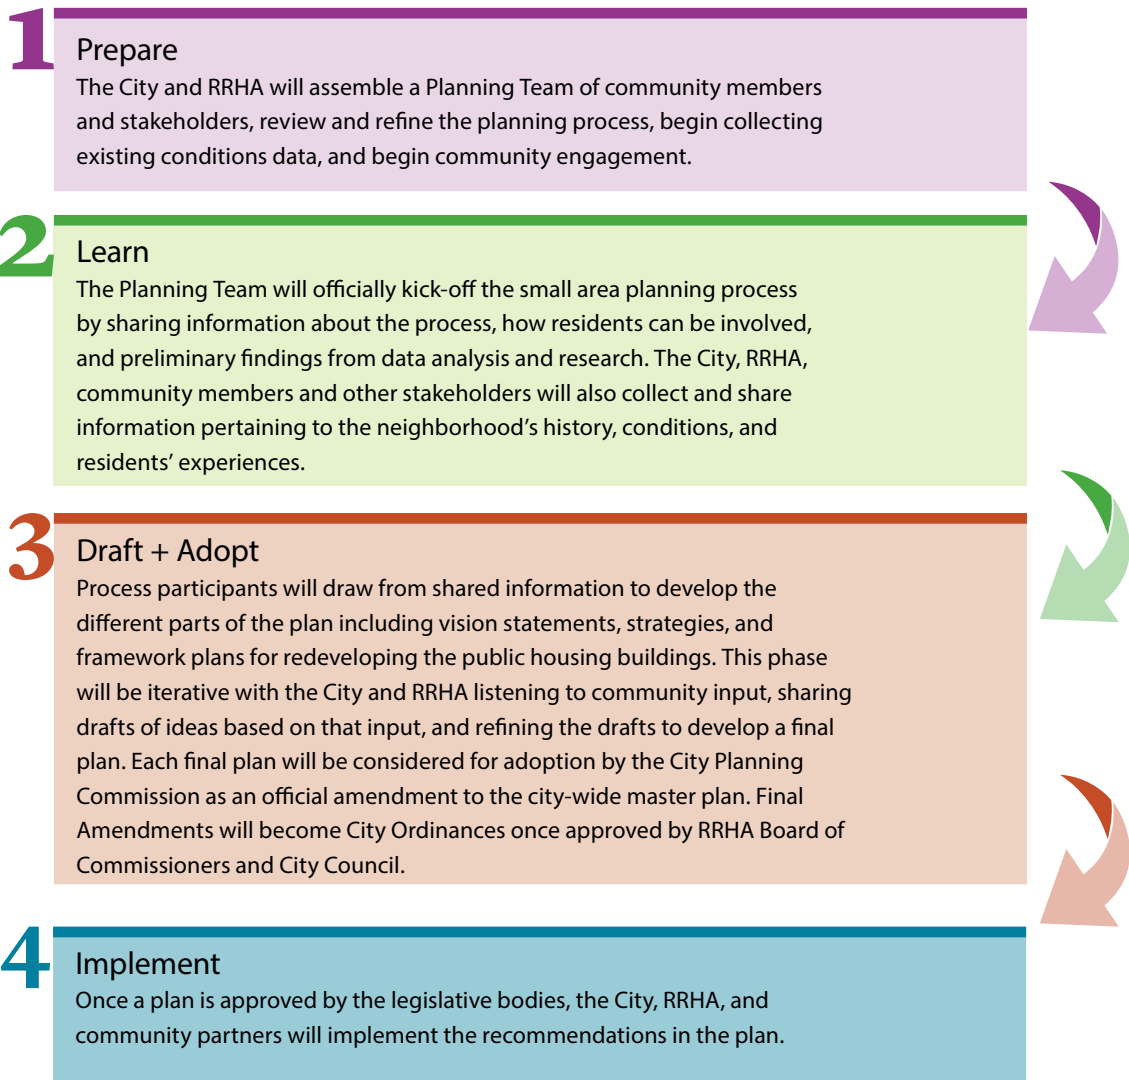 1
Prepare
The City and RRHA will assemble a Planning Team of community members
and stakeholders, review and refine the planning process, begin collecting
existing conditions data, and begin community engagement.
2
Learn
The Planning Team will officially kick-off the small area planning process
by sharing information about the process, how residents can be involved,
and preliminary findings from data analysis and research. The City, RRHA,
community members and other stakeholders will also collect and share
information pertaining to the neighborhood’s history, conditions, and
residents’ experiences.
3
Draft + Adopt
Process participants will draw from shared information to develop the
different parts of the plan including vision statements, strategies, and
framework plans for redeveloping the public housing buildings. This phase
will be iterative with the City and RRHA listening to community input, sharing
drafts of ideas based on that input, and refining the drafts to develop a final
plan. Each final plan will be considered for adoption by the City Planning
Commission as an official amendment to the city-wide master plan. Final
Amendments will become City Ordinances once approved by RRHA Board of
Commissioners and City Council.
4
Implement
Once a plan is approved by the legislative bodies, the City, RRHA, and
community partners will implement the recommendations in the plan.